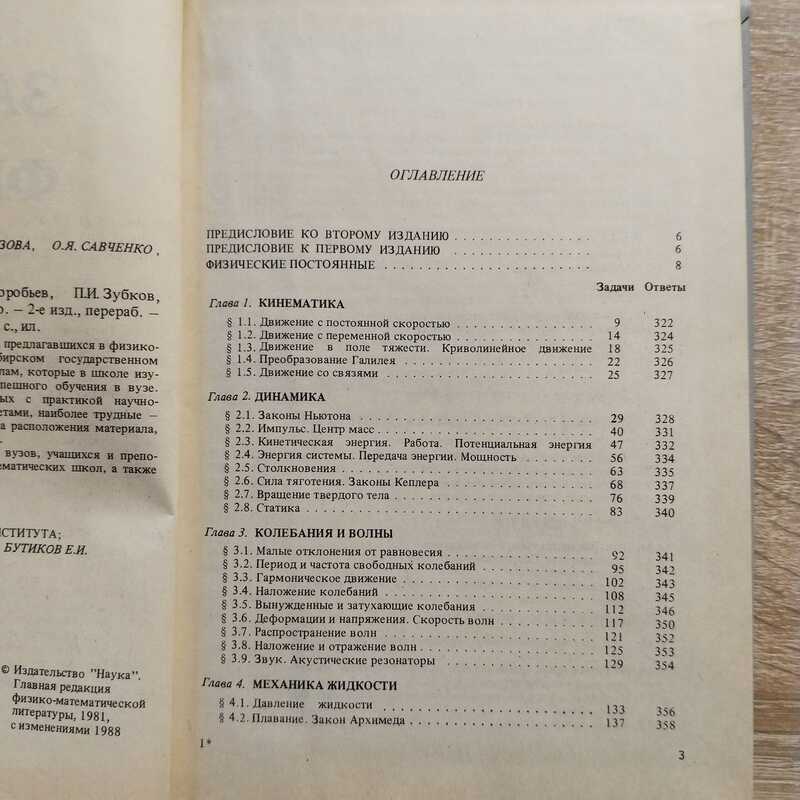 ЗОВА, О.Я. САВЧЕНКО,
оробьев, П.И. Зубков,
р. — 2-е изд., перераб. —
с., ил.
предлагавшихся в физико-
бирском государственном
лам, которые в школе изу-
пешного обучения в вузе.
ых с практикой научно-
етами, наиболее трудные —
а расположения материала,
вузов, учащихся и препо-
ематических школ, а также
СТИТУТА;
БУТИКОВ Е.И.
© Издательство "Наука".
Главная редакция
физико-математической
литературы, 1981,
с изменениями 1988
ОГЛАВЛЕНИЕ
ПРЕДИСЛОВИЕ КО ВТОРОМУ ИЗДАНИЮ . . . . . . . . . . . . . . . 6
ПРЕДИСЛОВИЕ К ПЕРВОМУ ИЗДАНИЮ . . . . . . . . . . . . . . . 6
ФИЗИЧЕСКИЕ ПОСТОЯННЫЕ . . . . . . . . . . . . . . . . . . . . . 8
Задачи Ответы
Глава 1. КИНЕМАТИКА
§ 1.1. Движение с постоянной скоростью . . . . . . . . . . . . . . . 9 322
§ 1.2. Движение с переменной скоростью . . . . . . . . . . . . . . . 14 324
§ 1.3. Движение в поле тяжести. Криволинейное движение 18 325
§ 1.4. Преобразование Галилея . . . . . . . . . . . . . . . . . . . . . 22 326
§ 1.5. Движение со связями . . . . . . . . . . . . . . . . . . . . . . . 25 327
Глава 2. ДИНАМИКА
§ 2.1. Законы Ньютона . . . . . . . . . . . . . . . . . . . . . . . . . 29 328
§ 2.2. Импульс. Центр масс . . . . . . . . . . . . . . . . . . . . . . . 40 331
§ 2.3. Кинетическая энергия. Работа. Потенциальная энергия 47 332
§ 2.4. Энергия системы. Передача энергии. Мощность . . . . . . . . 56 334
§ 2.5. Столкновения . . . . . . . . . . . . . . . . . . . . . . . . . . . 63 335
§ 2.6. Сила тяготения. Законы Кеплера . . . . . . . . . . . . . . . . 68 337
§ 2.7. Вращение твердого тела . . . . . . . . . . . . . . . . . . . . . 76 339
§ 2.8. Статика . . . . . . . . . . . . . . . . . . . . . . . . . . . . . . 83 340
Глава 3. КОЛЕБАНИЯ И ВОЛНЫ
§ 3.1. Малые отклонения от равновесия . . . . . . . . . . . . . . . . 92 341
§ 3.2. Период и частота свободных колебаний . . . . . . . . . . . . 95 342
§ 3.3. Гармоническое движение . . . . . . . . . . . . . . . . . . . . 102 343
§ 3.4. Наложение колебаний . . . . . . . . . . . . . . . . . . . . . . 108 345
§ 3.5. Вынужденные и затухающие колебания . . . . . . . . . . . . 112 346
§ 3.6. Деформации и напряжения. Скорость волн . . . . . . . . . . 117 350
§ 3.7. Распространение волн . . . . . . . . . . . . . . . . . . . . . . 121 352
§ 3.8. Наложение и отражение волн . . . . . . . . . . . . . . . . . . 125 353
§ 3.9. Звук. Акустические резонаторы . . . . . . . . . . . . . . . . 129 354
Глава 4. МЕХАНИКА ЖИДКОСТИ
§ 4.1. Давление жидкости . . . . . . . . . . . . . . . . . . . . . . . 133 356
§ 4.2. Плавание. Закон Архимеда . . . . . . . . . . . . . . . . . . . 137 358
1*
3